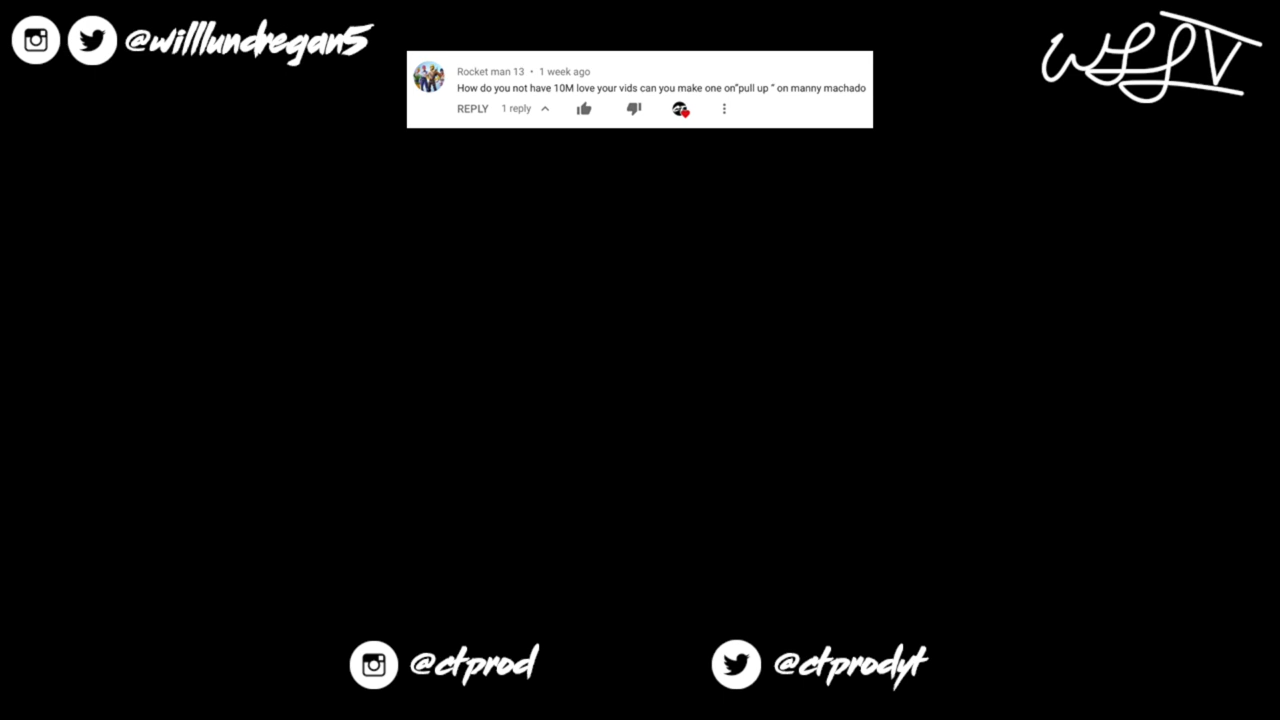 @willlundregan5
WLLV
Rocket man 13 • 1 week ago
How do you not have 10M love your vids can you make one on"pull up " on manny machado
REPLY 1 reply
@ctprod
@ctprodyt